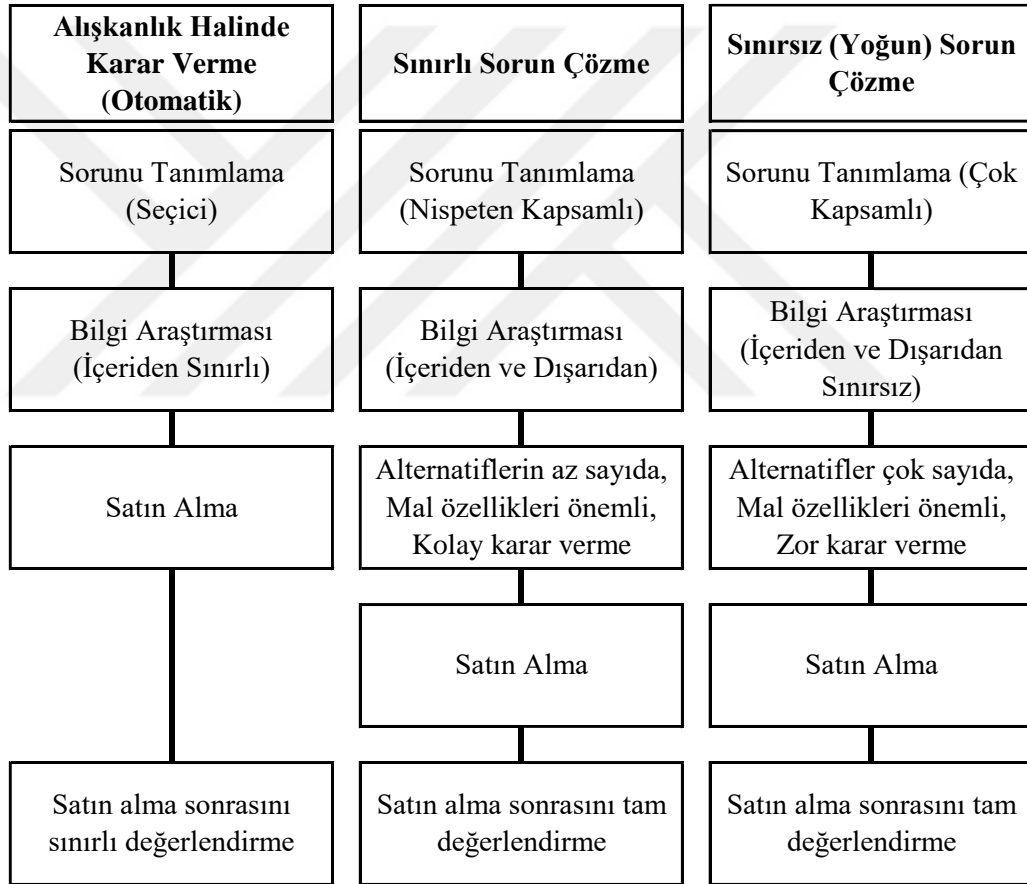 Alışkanlık Halinde
Karar Verme
(Otomatik)
Sınırlı Sorun Çözme
Sınırsız (Yoğun) Sorun
Çözme
Sorunu Tanımlama
(Seçici)
Sorunu Tanımlama
(Nispeten Kapsamlı)
Sorunu Tanımlama (Çok
Kapsamlı)
Bilgi Araştırması
(İçeriden Sınırlı)
Bilgi Araştırması
(İçeriden ve Dışarıdan)
Bilgi Araştırması
(İçeriden ve Dışarıdan
Sınırsız)
Satın Alma
Alternatiflerin az sayıda,
Mal özellikleri önemli,
Kolay karar verme
Alternatifler çok sayıda,
Mal özellikleri önemli,
Zor karar verme
Satın Alma
Satın Alma
Satın alma sonrasını
sınırlı değerlendirme
Satın alma sonrasını tam
değerlendirme
Satın alma sonrasını tam
değerlendirme